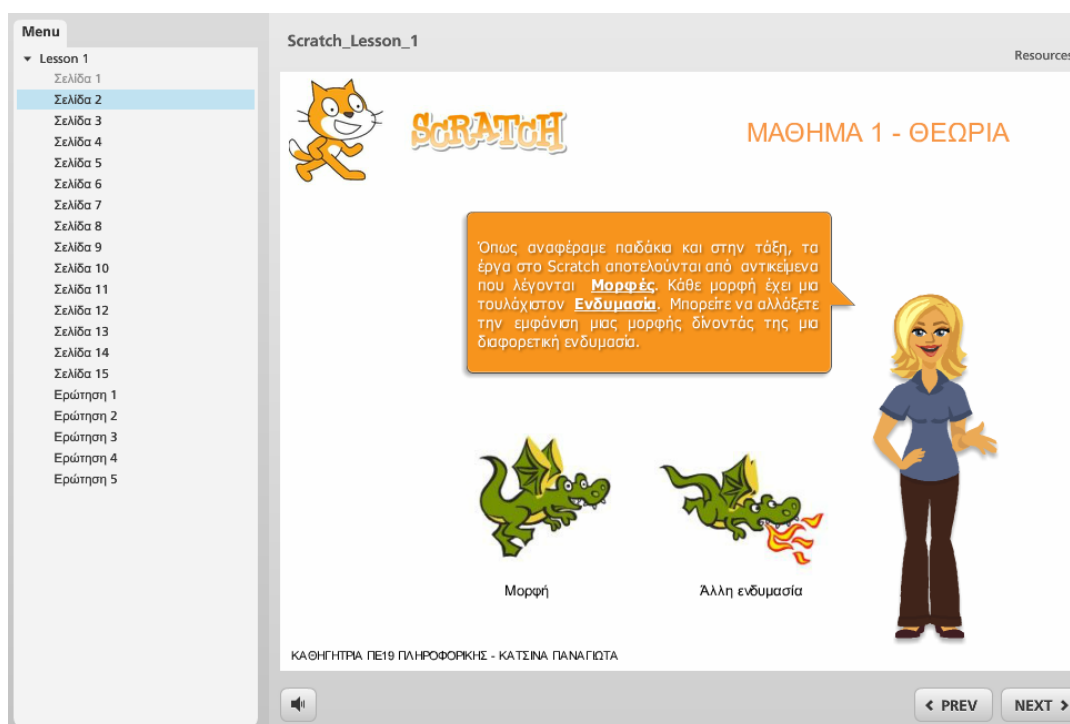 Menu
Lesson 1
Σελίδα 1
Σελίδα 2
Σελίδα 3
Σελίδα 4
Σελίδα 5
Σελίδα 6
Σελίδα 7
Σελίδα 8
Σελίδα 9
Σελίδα 10
Σελίδα 11
Σελίδα 12
Σελίδα 13
Σελίδα 14
Σελίδα 15
Ερώτηση 1
Ερώτηση 2
Ερώτηση 3
Ερώτηση 4
Ερώτηση 5
Scratch_Lesson_1
Resources
SCRATCH
ΜΑΘΗΜΑ 1 - ΘΕΩΡΙΑ
Όπως αναφέραμε παιδάκια και στην τάξη, τα
έργα στο Scratch αποτελούνται από αντικείμενα
που λέγονται Μορφές. Κάθε μορφή έχει μια
τουλάχιστον Ενδυμασία. Μπορείτε να αλλάξετε
την εμφάνιση μιας μορφής δίνοντάς της μια
διαφορετική ενδυμασία.
Μορφή
Άλλη ενδυμασία
ΚΑΘΗΓΗΤΡΙΑ ΠΕ19 ΠΛΗΡΟΦΟΡΙΚΗΣ - ΚΑΤΣΙΝΑ ΠΑΝΑΓΙΩΤΑ
PREV
NEXT